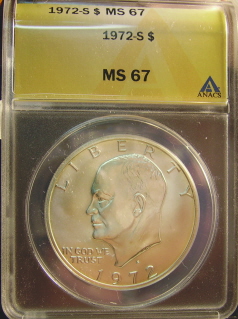 1972-S $ MS 67
1972-S $
MS 67
ANACS
LIBERTY
IN GOD WE
TRUST
1972